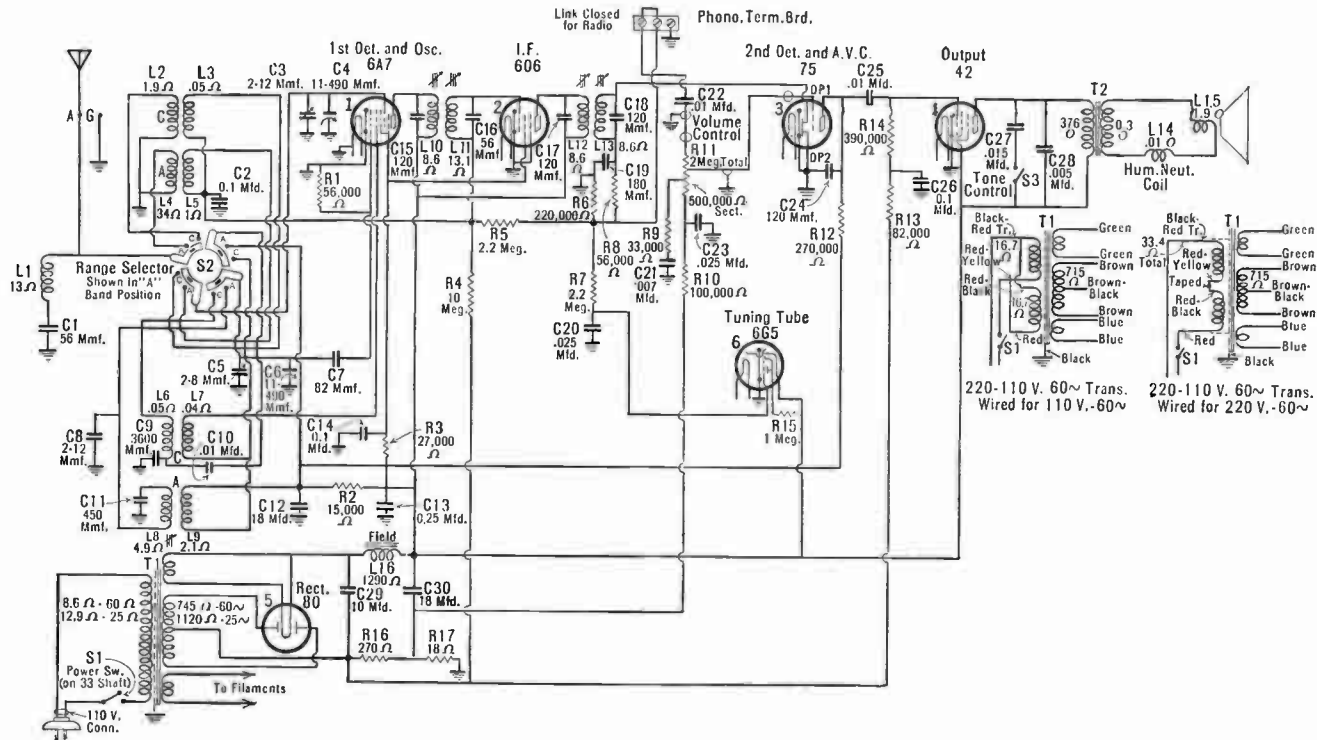 Link Closed
for Radio
Phono. Term. Brd.
1st Det. and Osc.
6A7
I.F.
606
2nd Det. and A.V.C.
75
Output
42
L2
1.9Ω
L3
.05Ω
C3
2-12 Mmf.
C4
11-490 Mmf.
1
2
3
DP1
DP2
4
C25
.01 Mfd.
C22
.01 Mfd.
Volume
Control
R11
2 Meg. Total
500,000Ω
Sect.
C18
120
Mmf.
8.6Ω
C19
180
Mmf.
A
G
C
A
L4
34Ω
L5
1Ω
C2
0.1 Mfd.
R1
56,000
Ω
C15
120
Mmf.
L10
8.6
Ω
L11
13.1
Ω
C16
56
Mmf
C17
120
Mmf.
L12
8.6
Ω
L13
R6
220,000Ω
R5
2.2 Meg.
R8
56,000
Ω
R9
33,000
Ω
C21
.007
Mfd.
C23
.025 Mfd.
R10
100,000Ω
C24
120 Mmf.
R12
270,000
Ω
R14
390,000
Ω
C26
0.1
Mfd.
R13
82,000
Ω
C27
.015
Mfd.
Tone
Control
S3
C28
.005
Mfd.
T2
376
Ω
0.3
Ω
L14
.01Ω
Hum. Neut.
Coil
L15
1.9
L1
13Ω
C1
56 Mmf.
Range Selector
Shown in "A"
Band Position
S2
R4
10
Meg.
R7
2.2
Meg.
C20
.025
Mfd.
Tuning Tube
6G5
6
R15
1 Meg.
Black-
Red Tr.
16.7
Ω
Red-
Yellow
Red-
Black
16.7
Ω
S1
Red
T1
715
Ω
Green
Green
Brown
Brown-
Black
Brown
Blue
Blue
Black
220-110 V. 60~ Trans.
Wired for 110 V.-60~
Black-
Red Tr.
33.4
Ω
Total
Red-
Yellow
Taped
Red-
Black
Red
S1
T1
715
Ω
Green
Green
Brown
Brown-
Black
Brown
Blue
Blue
Black
220-110 V. 60~ Trans.
Wired for 220 V.-60~
C5
2-8 Mmf.
C6
11-
490
Mmf.
C7
82 Mmf.
L6
.05Ω
L7
.04Ω
C8
2-12
Mmf.
C9
3600
Mmf.
C
C10
.01 Mfd.
C14
0.1
Mfd.
R3
27,000
Ω
C11
450
Mmf.
A
C12
18 Mfd.
R2
15,000
Ω
C13
0.25 Mfd.
L8
4.9Ω
L9
2.1Ω
Field
L16
1290Ω
T1
8.6 Ω - 60 Ω
12.9 Ω - 25 Ω
745 Ω -60~
1120 Ω -25~
5
Rect.
80
C29
10 Mfd.
C30
18 Mfd.
R16
270Ω
R17
18Ω
S1
Power Sw.
(on 33 Shaft)
To Filaments
110 V.
Conn.